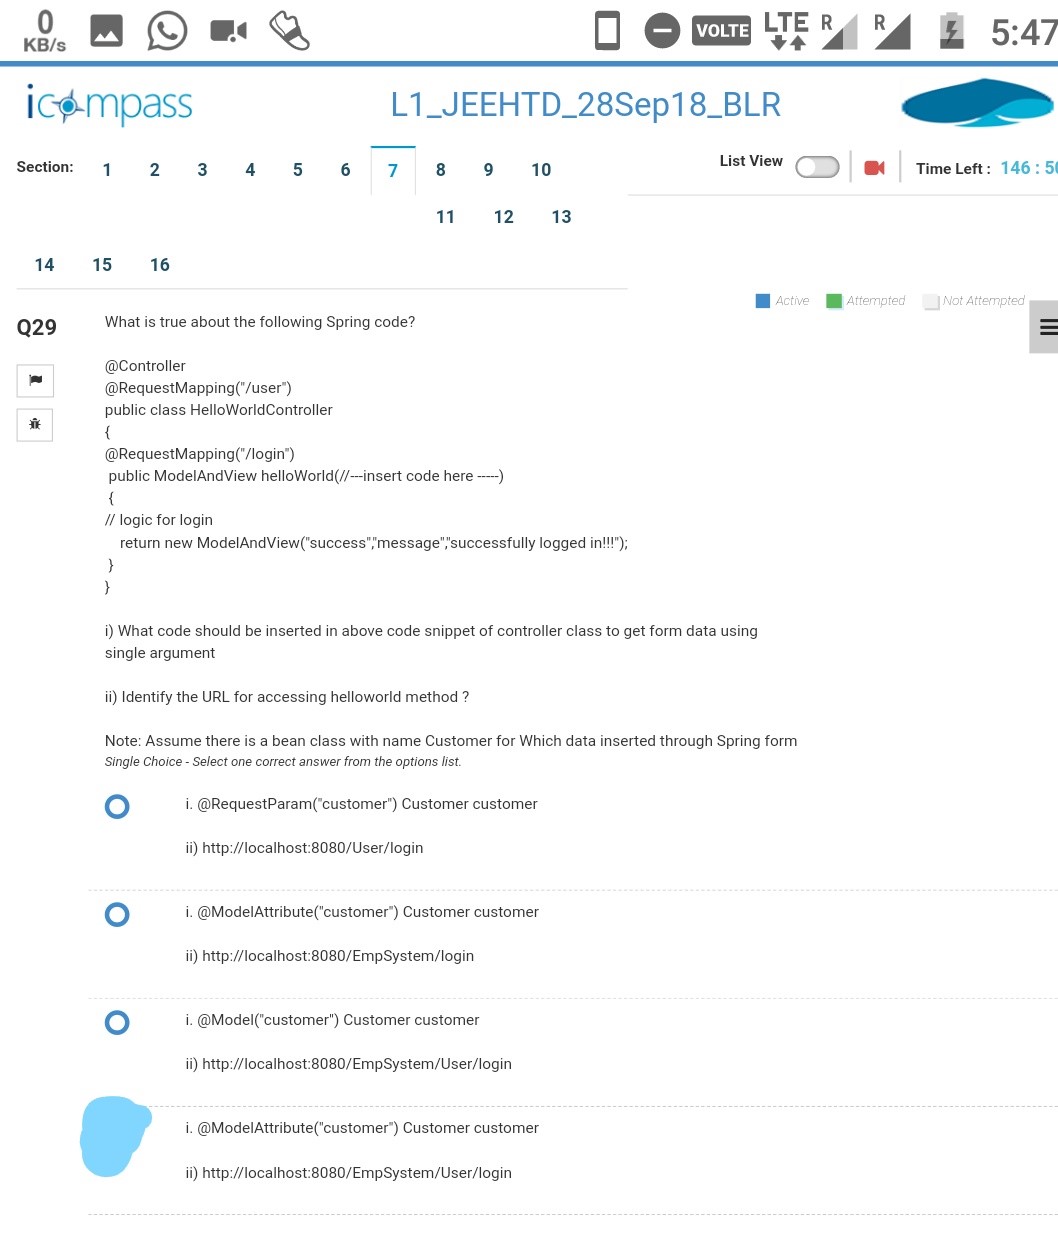 0
KB/s
VOLTE
LTE
R
R
5:47
icompass
L1_JEEHTD_28Sep18_BLR
Section:
1 2 3 4 5 6 7 8 9 10
11 12 13
14 15 16
List View
Time Left : 146 : 50
Active Attempted Not Attempted
Q29
What is true about the following Spring code?
@Controller
@RequestMapping("/user")
public class HelloWorldController
{
@RequestMapping("/login")
public ModelAndView helloWorld(//---insert code here -----)
{
// logic for login
return new ModelAndView("success","message","successfully logged in!!!");
}
}
i) What code should be inserted in above code snippet of controller class to get form data using
single argument
ii) Identify the URL for accessing helloworld method ?
Note: Assume there is a bean class with name Customer for Which data inserted through Spring form
Single Choice - Select one correct answer from the options list.
i. @RequestParam("customer") Customer customer
ii) http://localhost:8080/User/login
i. @ModelAttribute("customer") Customer customer
ii) http://localhost:8080/EmpSystem/login
i. @Model("customer") Customer customer
ii) http://localhost:8080/EmpSystem/User/login
i. @ModelAttribute("customer") Customer customer
ii) http://localhost:8080/EmpSystem/User/login